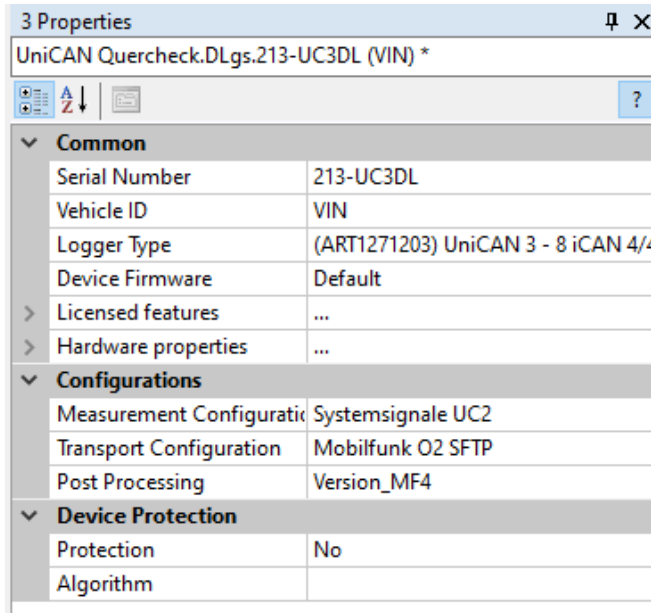 3 Properties
UniCAN Quercheck.DLgs.213-UC3DL (VIN) *
A
Z
?
Common
Serial Number 213-UC3DL
Vehicle ID VIN
Logger Type (ART1271203) UniCAN 3 - 8 iCAN 4/4
Device Firmware Default
Licensed features ...
Hardware properties ...
Configurations
Measurement Configuratic Systemsignale UC2
Transport Configuration Mobilfunk O2 SFTP
Post Processing Version_MF4
Device Protection
Protection No
Algorithm